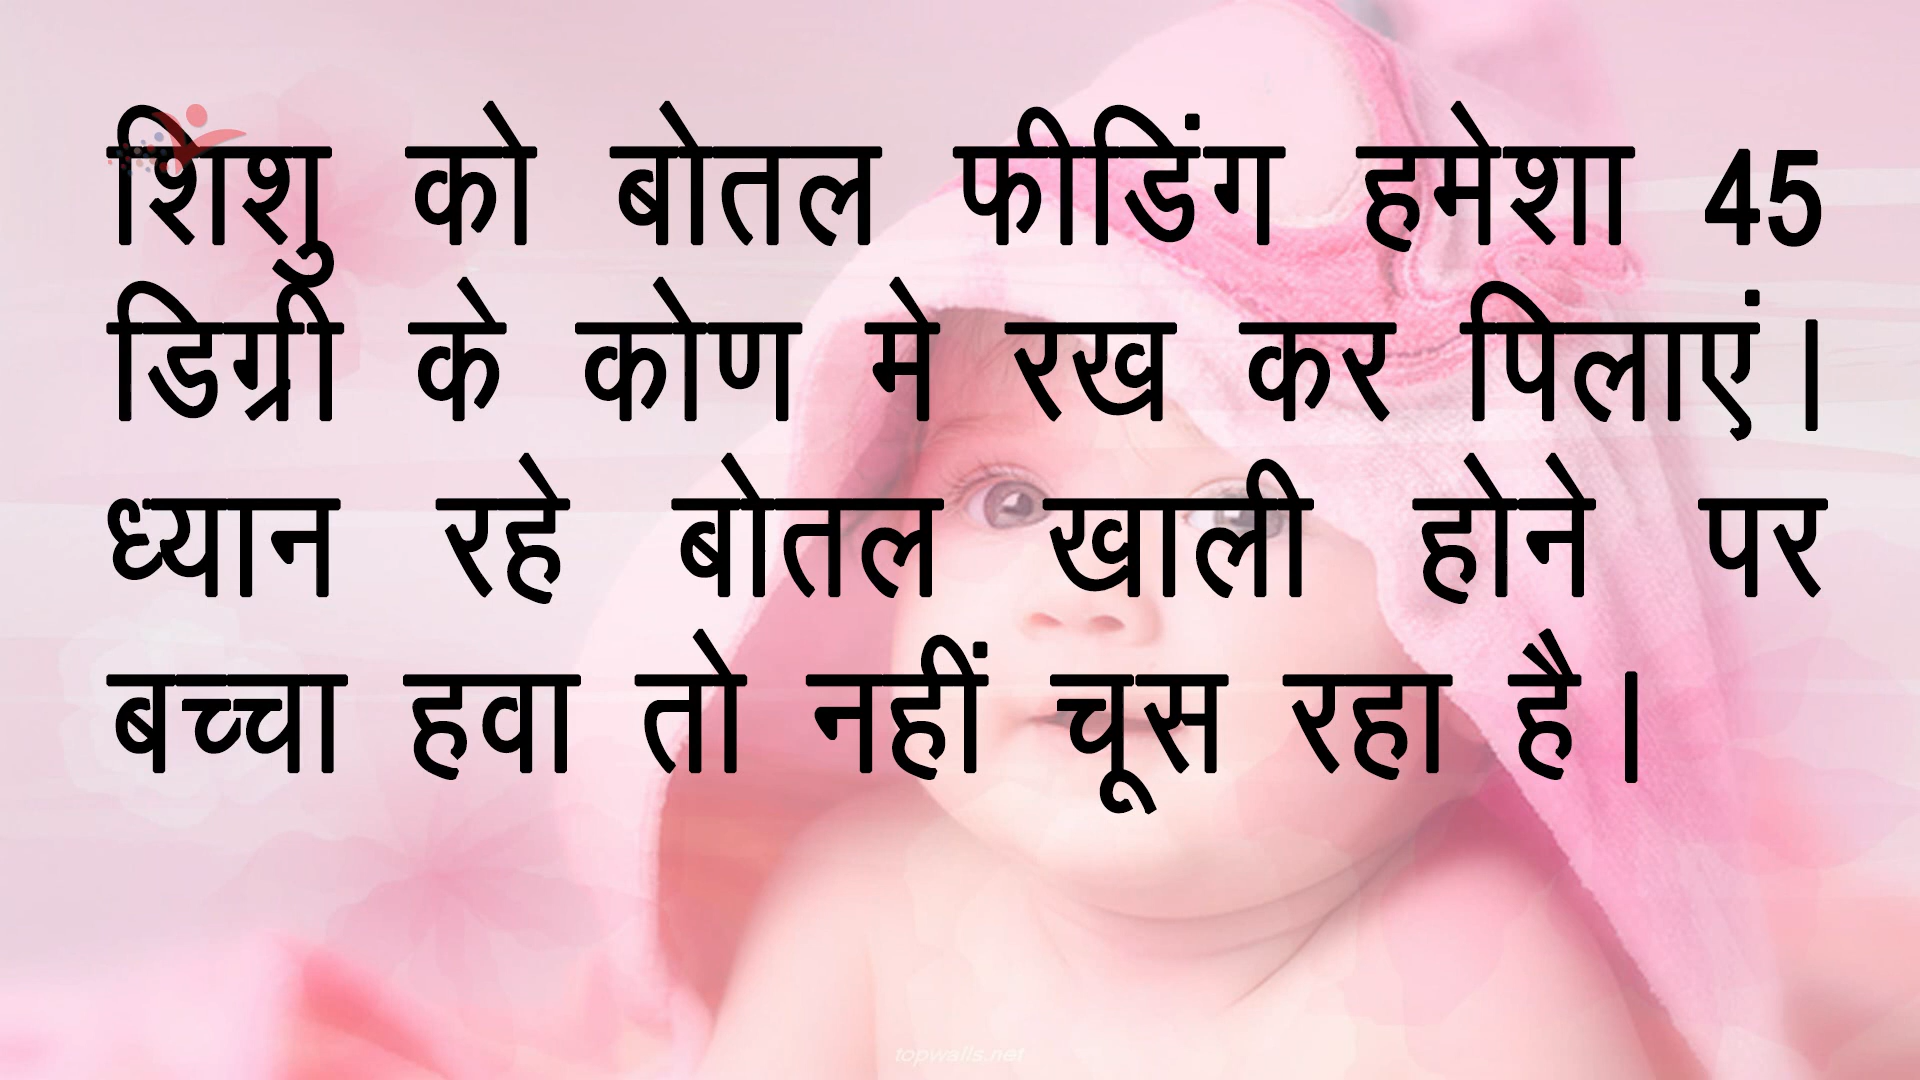 शिशु को बोतल फीडिंग हमेशा 45
डिग्री के कोण मे रख कर पिलाएं।
ध्यान रहे बोतल खाली होने पर
बच्चा हवा तो नहीं चूस रहा है।
topwalls.net